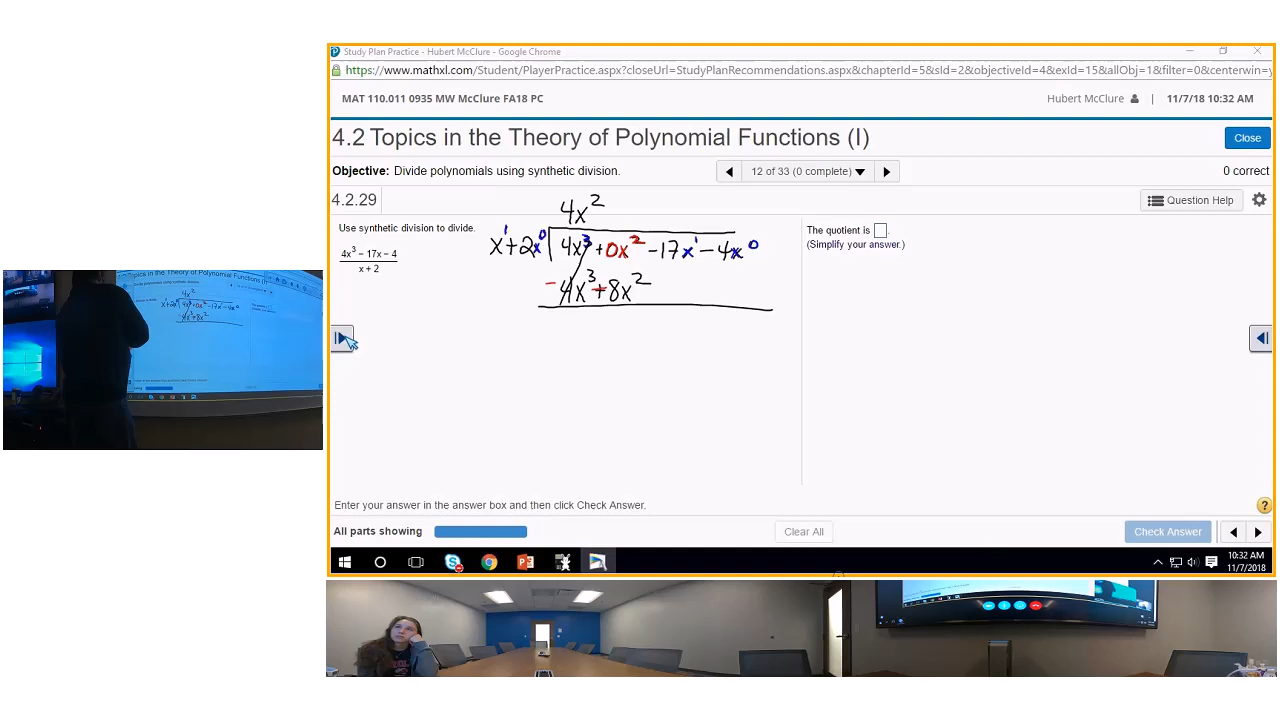 Study Plan Practice - Hubert McClure - Google Chrome
https://www.mathxl.com/Student/PlayerPractice.aspx?closeUrl=StudyPlanRecommendations.aspx&chapterId=5&sId=2&objectiveId=4&exId=15&allObj=1&filter=0&centerwin=y
MAT 110.011 0935 MW McClure FA18 PC
Hubert McClure | 11/7/18 10:32 AM
4.2 Topics in the Theory of Polynomial Functions (I)
Close
Objective: Divide polynomials using synthetic division.
12 of 33 (0 complete)
0 correct
4.2.29
Question Help
Use synthetic division to divide.
4x³ − 17x − 4
x + 2
4x²
x¹+2x⁰ 4x³+0x²-17x¹-4x⁰
-4x³+8x²
The quotient is
(Simplify your answer.)
Enter your answer in the answer box and then click Check Answer.
?
All parts showing
Clear All
Check Answer
10:32 AM
11/7/2018